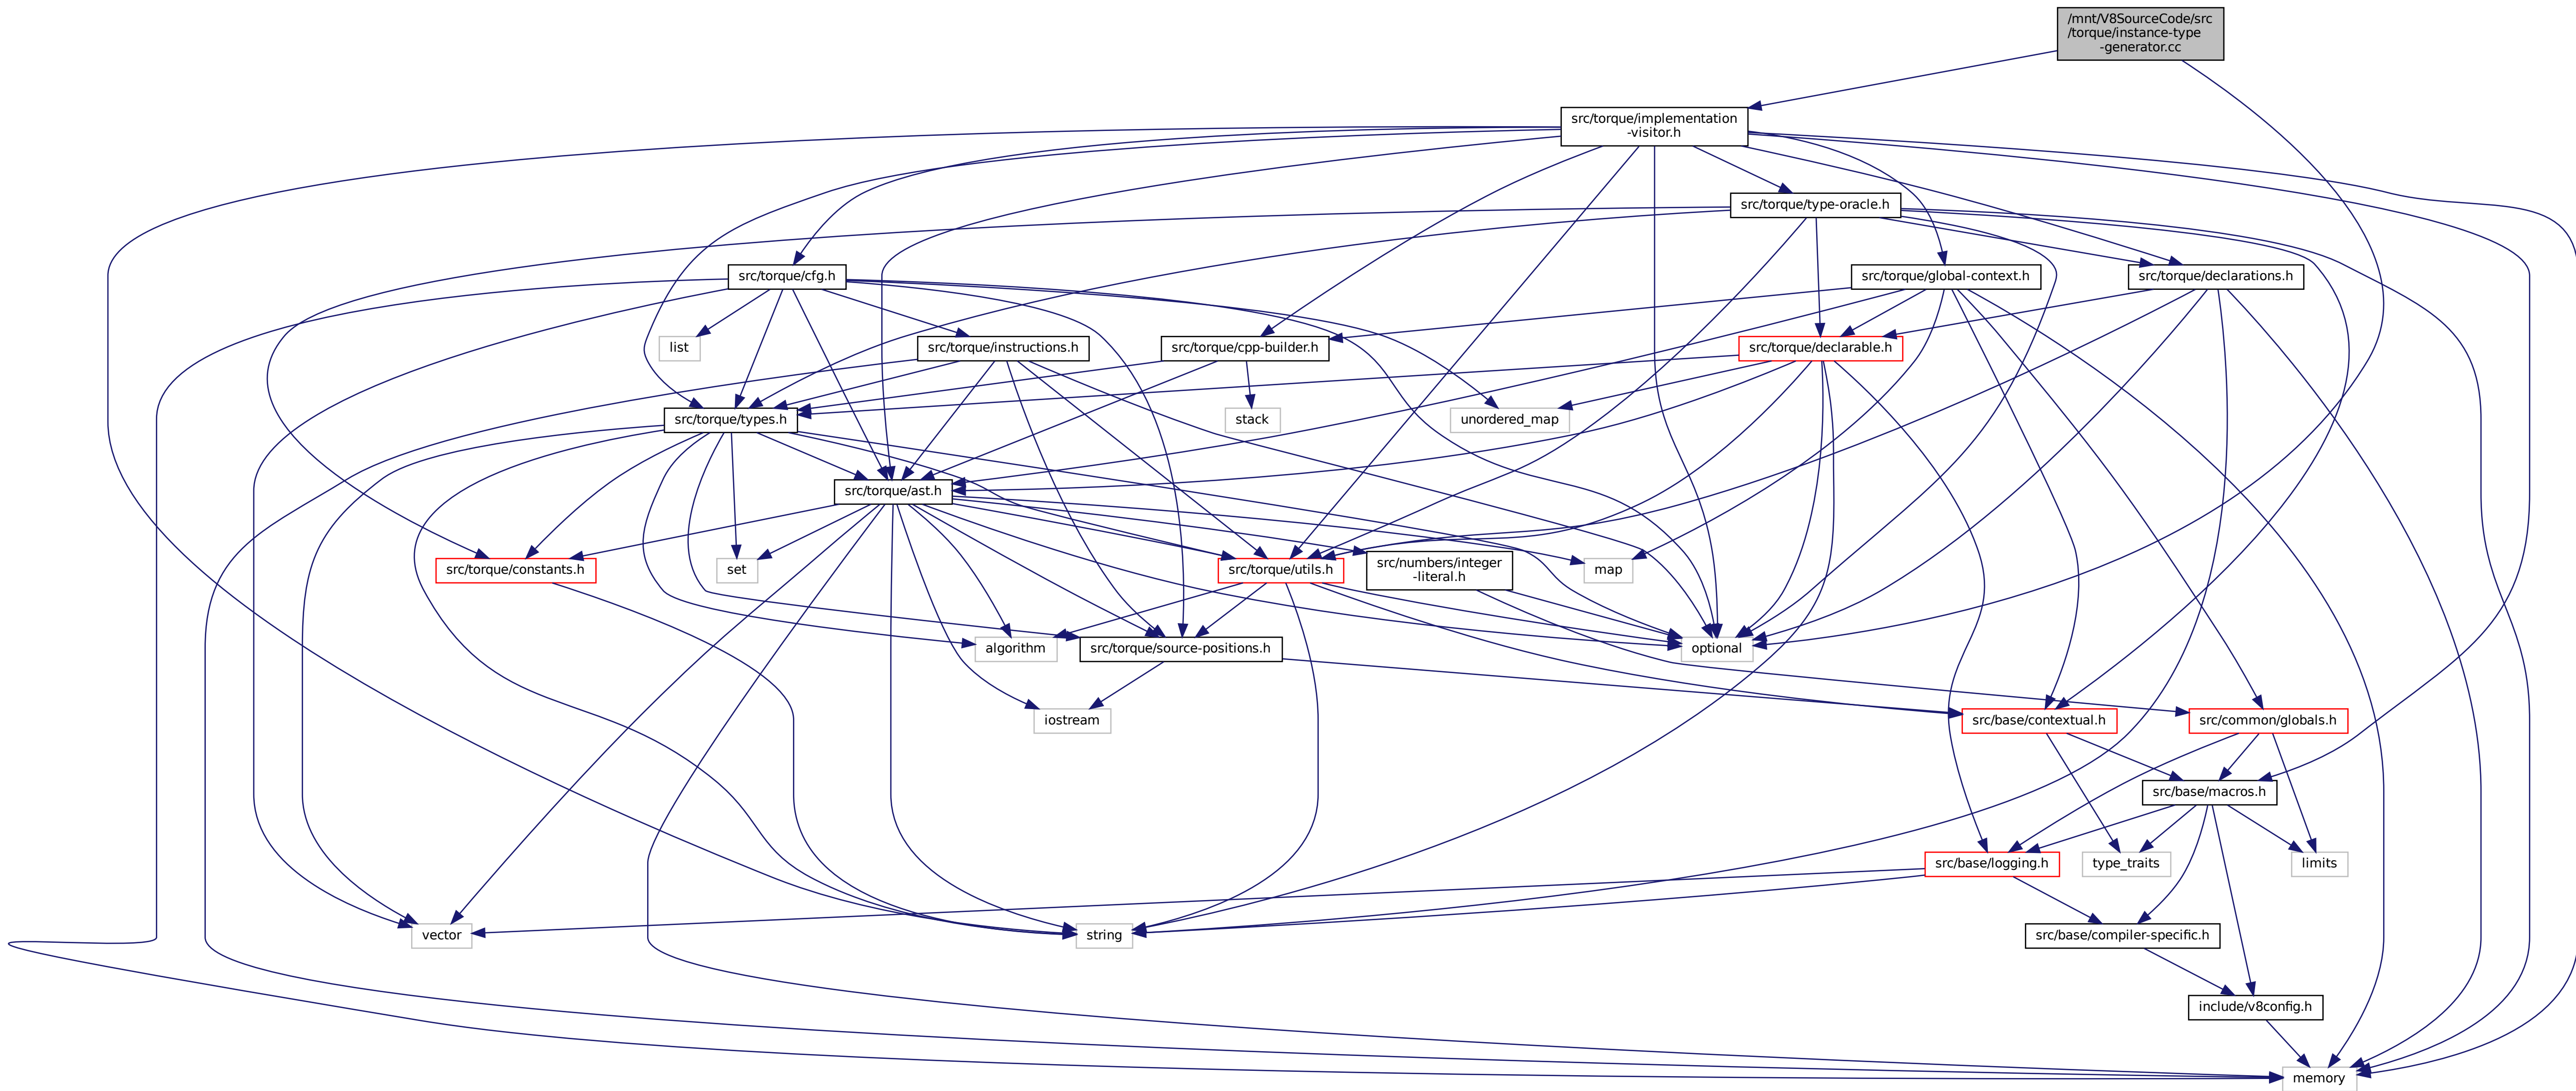 /mnt/V8SourceCode/src
/torque/instance-type
-generator.cc
src/torque/implementation
-visitor.h
src/torque/type-oracle.h
src/torque/cfg.h
src/torque/global-context.h
src/torque/declarations.h
list
src/torque/instructions.h
src/torque/cpp-builder.h
src/torque/declarable.h
src/torque/types.h
stack
unordered_map
src/torque/ast.h
src/torque/constants.h
set
src/torque/utils.h
src/numbers/integer
-literal.h
map
algorithm
src/torque/source-positions.h
optional
iostream
src/base/contextual.h
src/common/globals.h
src/base/macros.h
src/base/logging.h
type_traits
limits
vector
string
src/base/compiler-specific.h
include/v8config.h
memory